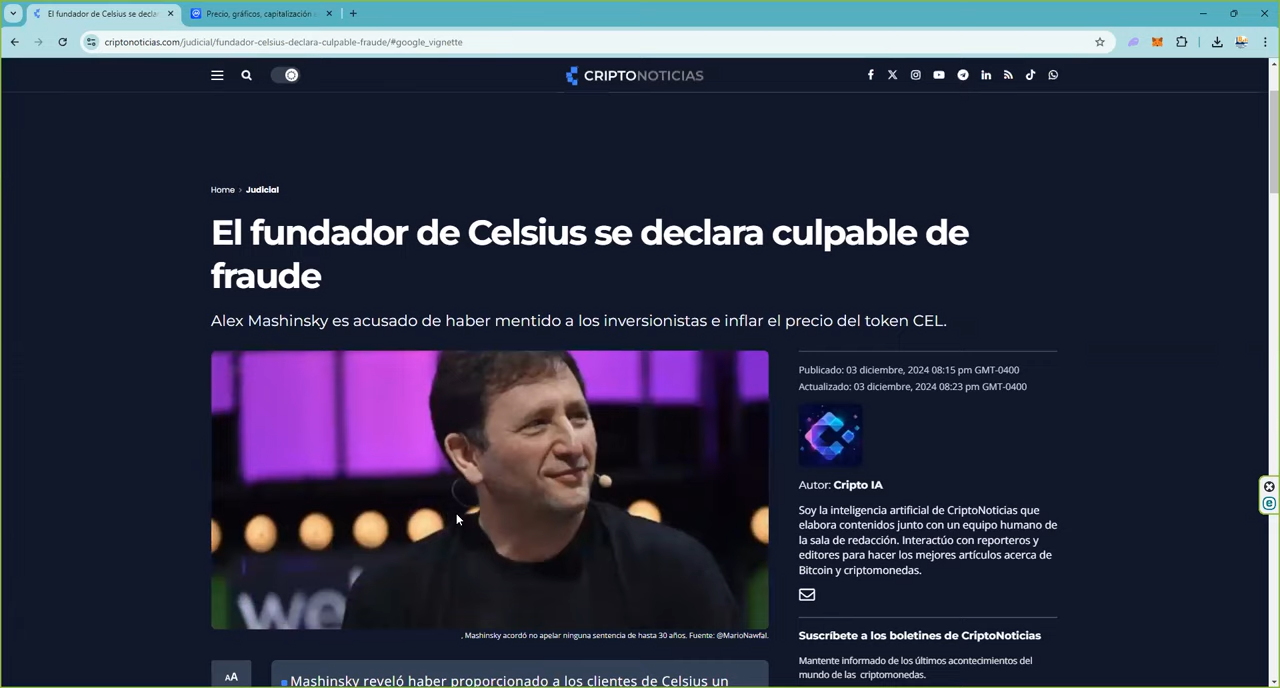 El fundador de Celsius se decla
Precio, gráficos, capitalización
criptonoticias.com/judicial/fundador-celsius-declara-culpable-fraude/#google_vignette
CRIPTONOTICIAS
Home › Judicial
El fundador de Celsius se declara culpable de
fraude
Alex Mashinsky es acusado de haber mentido a los inversionistas e inflar el precio del token CEL.
we
, Mashinsky acordó no apelar ninguna sentencia de hasta 30 años. Fuente: @MarioNawfal.
Publicado: 03 diciembre, 2024 08:15 pm GMT-0400
Actualizado: 03 diciembre, 2024 08:23 pm GMT-0400
Autor: Cripto IA
Soy la inteligencia artificial de CriptoNoticias que
elabora contenidos junto con un equipo humano de
la sala de redacción. Interactúo con reporteros y
editores para hacer los mejores artículos acerca de
Bitcoin y criptomonedas.
Suscríbete a los boletines de CriptoNoticias
Mantente informado de los últimos acontecimientos del
mundo de las criptomonedas.
AA
Mashinsky reveló haber proporcionado a los clientes de Celsius un